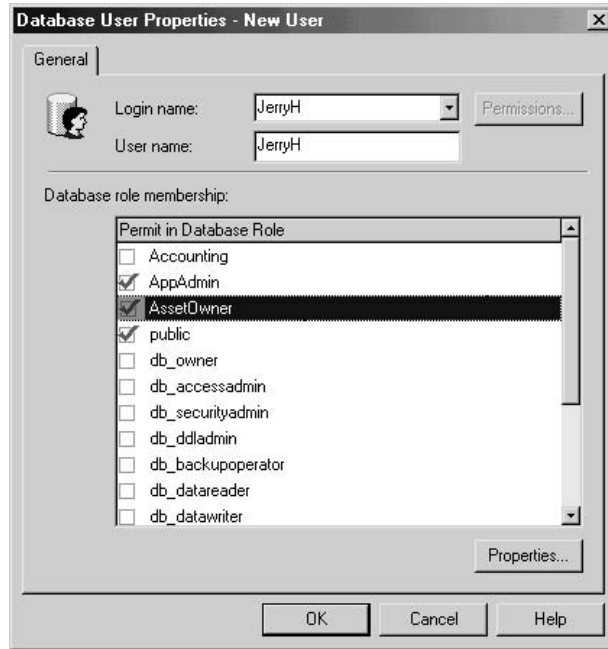 Database User Properties - New User
General
Login name: JerryH Permissions...
User name: JerryH
Database role membership:
Permit in Database Role
Accounting
AppAdmin
AssetOwner
public
db_owner
db_accessadmin
db_securityadmin
db_ddladmin
db_backupoperator
db_datareader
db_datawriter
Properties...
OK Cancel Help